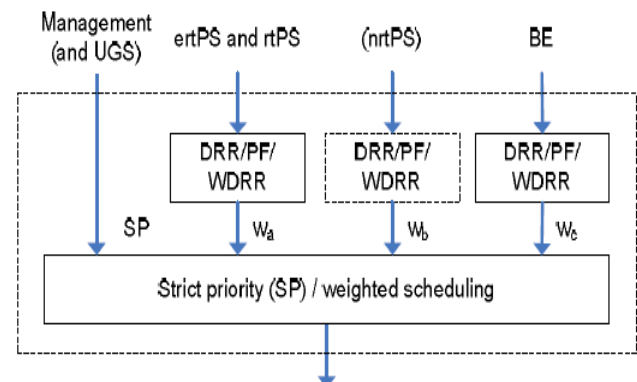 Management
(and UGS)
ertPS and rtPS
(nrtPS)
BE
DRR/PF/
WDRR
DRR/PF/
WDRR
DRR/PF/
WDRR
SP
wa
wb
wc
Strict priority (SP) / weighted scheduling